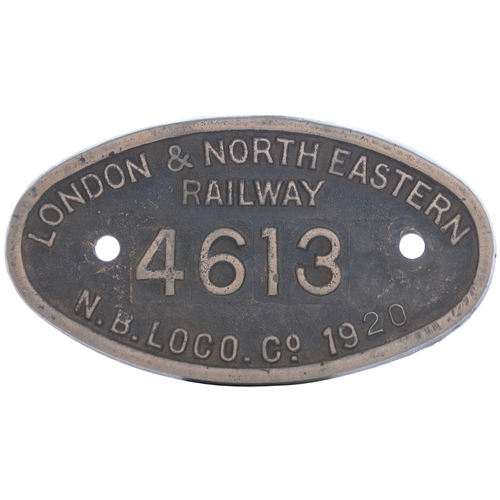 LONDON & NORTH EASTERN
RAILWAY
4613
N.B. LOCO. Co 1920